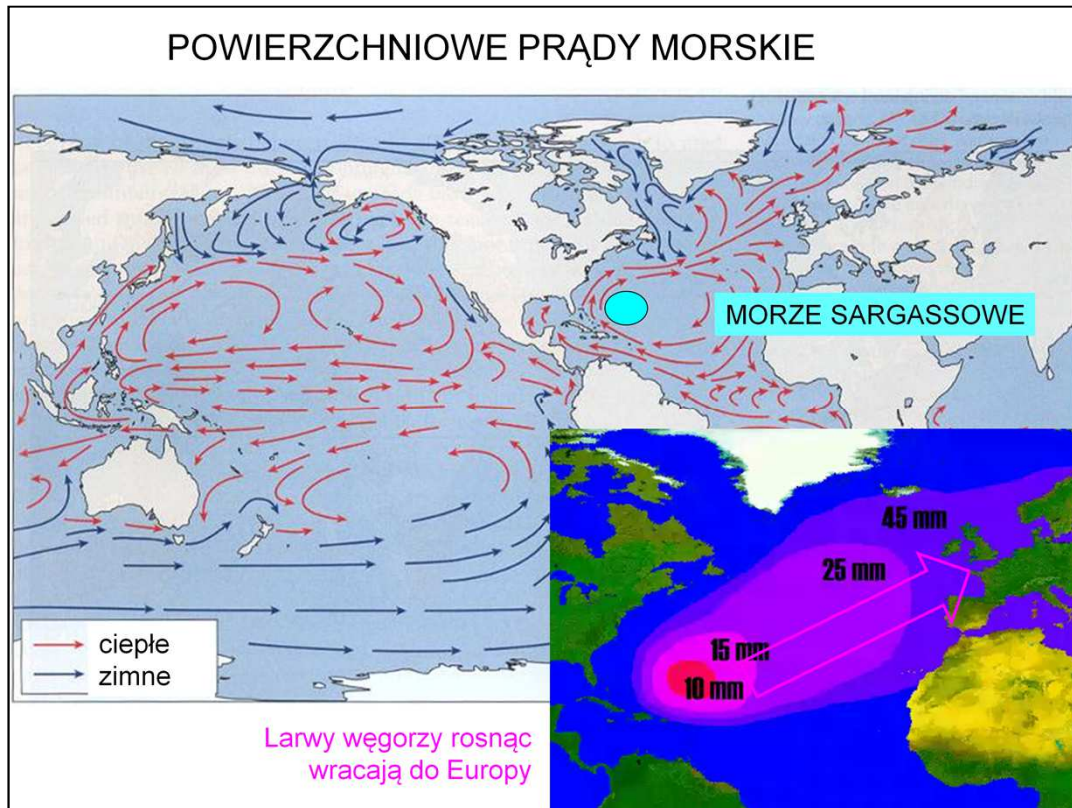 POWIERZCHNIOWE PRĄDY MORSKIE
MORZE SARGASSOWE
45 mm
25 mm
15 mm
10 mm
ciepłe
zimne
Larwy węgorzy rosnąc
wracają do Europy